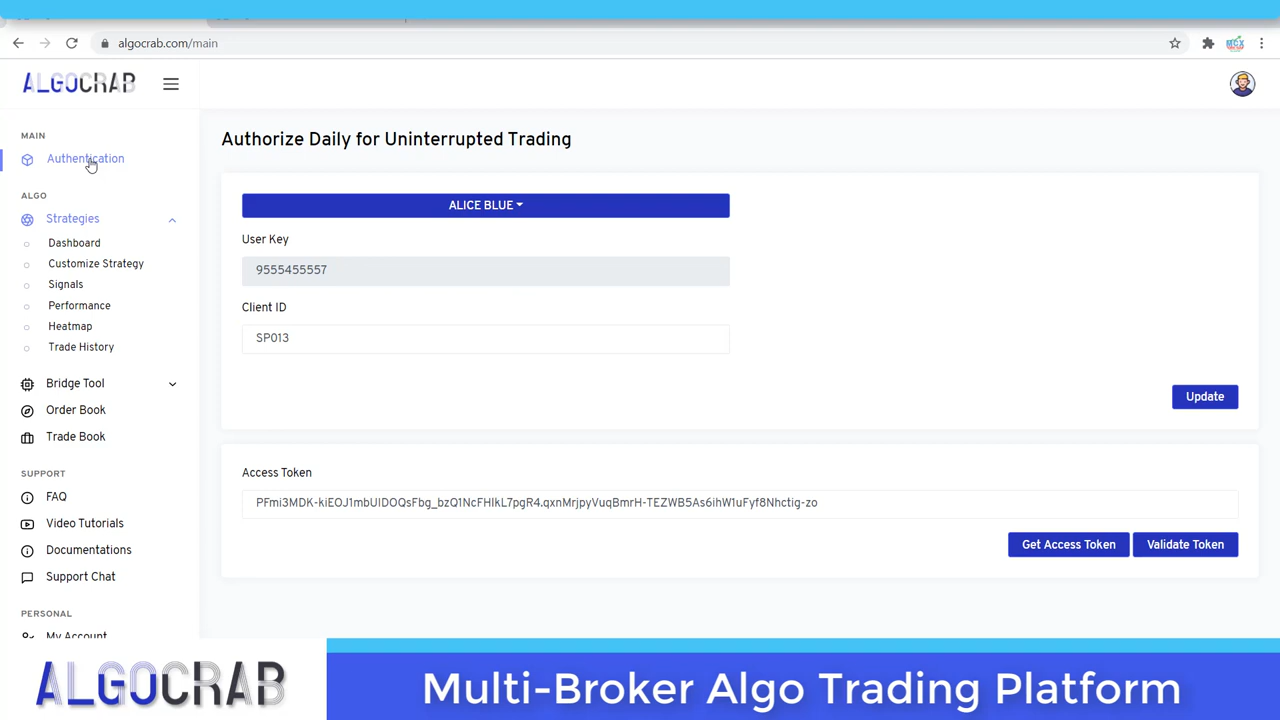 algocrab.com/main
ALGOCRAB
MAIN
Authentication
ALGO
Strategies
Dashboard
Customize Strategy
Signals
Performance
Heatmap
Trade History
Bridge Tool
Order Book
Trade Book
SUPPORT
FAQ
Video Tutorials
Documentations
Support Chat
PERSONAL
My Account
Authorize Daily for Uninterrupted Trading
ALICE BLUE
User Key
9555455557
Client ID
SP013
Update
Access Token
PFmi3MDK-kiEOJ1mbUIDOQsFbg_bzQ1NcFHIkL7pgR4.qxnMrjpyVuqBmrH-TEZWB5As6ihW1uFyf8Nhctig-zo
Get Access Token
Validate Token
ALGOCRAB
Multi-Broker Algo Trading Platform